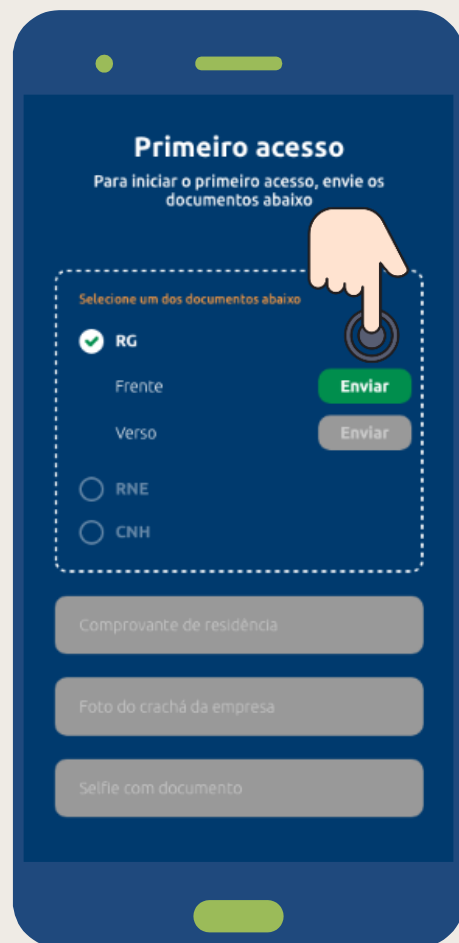 Primeiro acesso
Para iniciar o primeiro acesso, envie os
documentos abaixo
Selecione um dos documentos abaixo
RG
Frente Enviar
Verso Enviar
RNE
CNH
Comprovante de residência
Foto do crachá da empresa
Selfie com documento